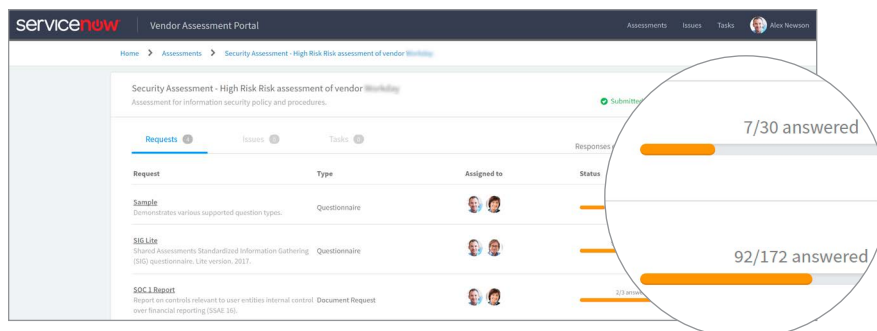 servicenow Vendor Assessment Portal Assessments Issues Tasks Alex Newson
Home > Assessments > Security Assessment - High Risk Risk assessment of vendor
Security Assessment - High Risk Risk assessment of vendor
Assessment for information security policy and procedures.
Submitted
7/30 answered
Requests Issues Tasks
Responses
Request Type Assigned to Status
Sample
Demonstrates various supported question types. Questionnaire
SIG Lite
Shared Assessments Standardized Information Gathering Questionnaire
(SIG) questionnaire. Lite version. 2017.
92/172 answered
SOC 1 Report
Report on controls relevant to user entities internal control Document Request
2/3
over financial reporting (SSAE 16).